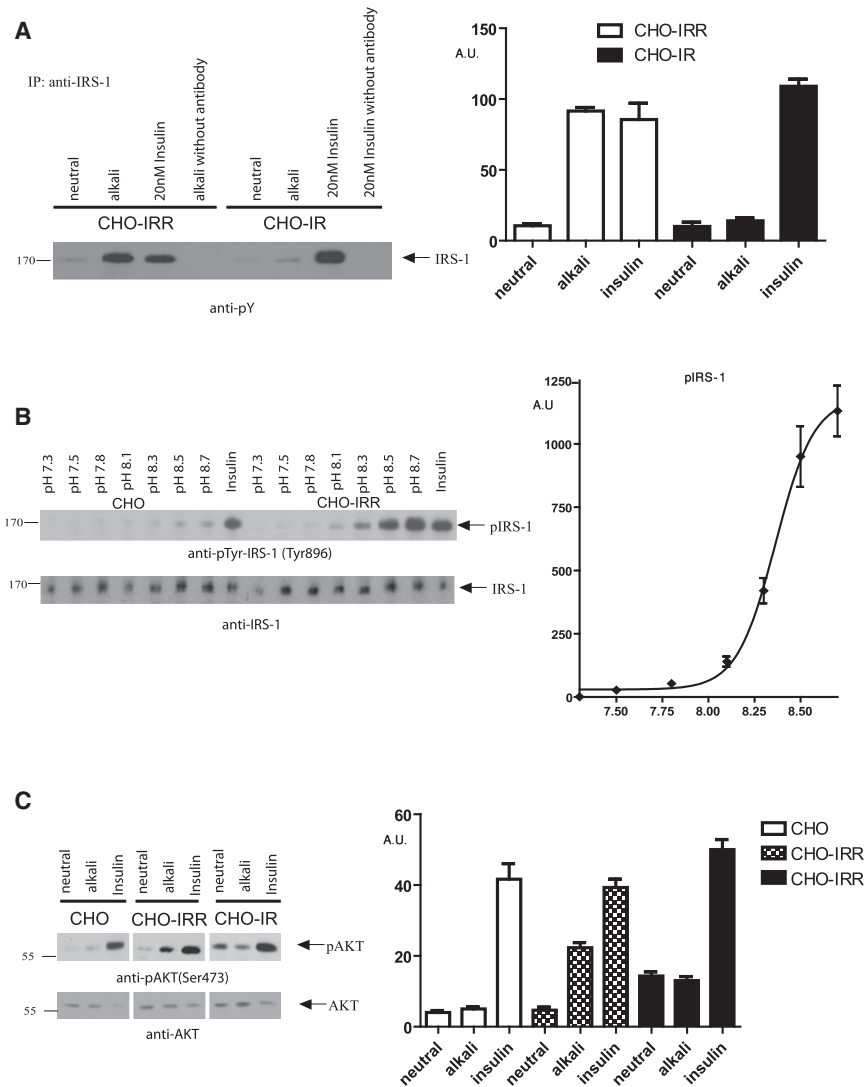 A
IP: anti-IRS-1
neutral
alkali
20nM Insulin
alkali without antibody
neutral
alkali
20nM Insulin
20nM Insulin without antibody
CHO-IRR
CHO-IR
170
IRS-1
anti-pY
150
A.U.
100
50
0
CHO-IRR
CHO-IR
neutral
alkali
insulin
neutral
alkali
insulin
B
pH 7.3
pH 7.5
pH 7.8
pH 8.1
pH 8.3
pH 8.5
pH 8.7
Insulin
pH 7.3
pH 7.5
pH 7.8
pH 8.1
pH 8.3
pH 8.5
pH 8.7
Insulin
CHO
CHO-IRR
170
pIRS-1
anti-pTyr-IRS-1 (Tyr896)
170
IRS-1
anti-IRS-1
pIRS-1
1250
A.U
1000
750
500
250
0
7.50
7.75
8.00
8.25
8.50
C
neutral
alkali
Insulin
neutral
alkali
Insulin
neutral
alkali
Insulin
CHO
CHO-IRR
CHO-IR
55
pAKT
anti-pAKT(Ser473)
55
AKT
anti-AKT
60
A.U.
40
20
0
CHO
CHO-IRR
CHO-IRR
neutral
alkali
insulin
neutral
alkali
insulin
neutral
alkali
insulin